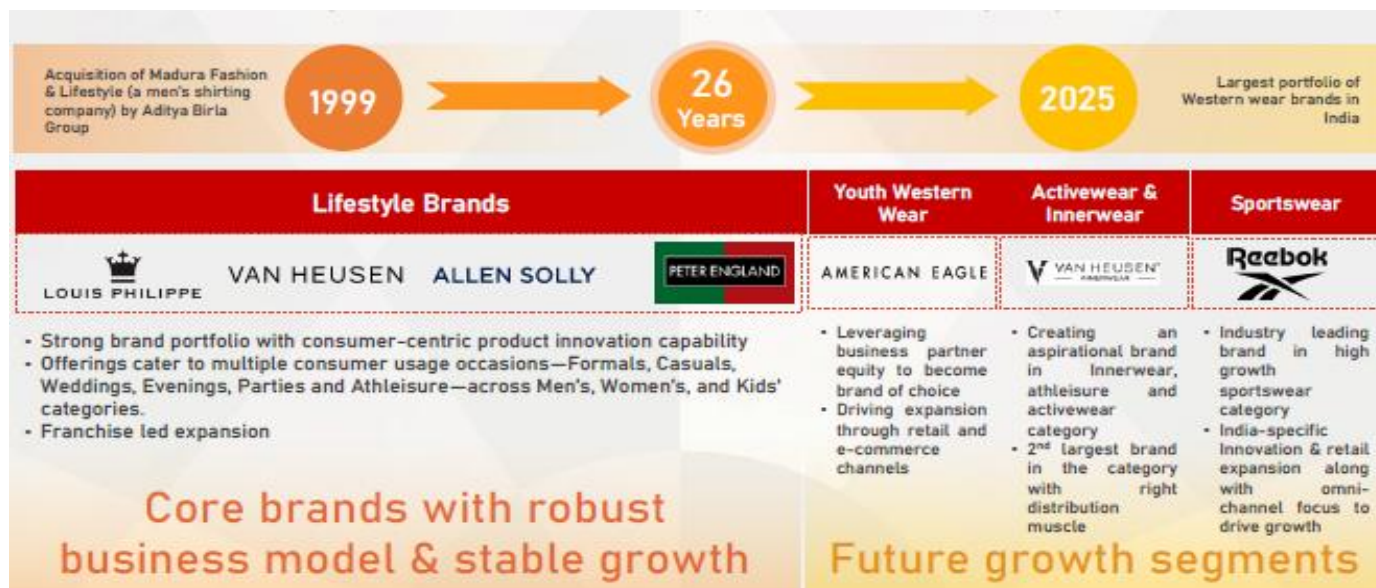 Acquisition of Madura Fashion
& Lifestyle (a men's shirting
company) by Aditya Birla
Group
1999
26
Years
2025
Largest portfolio of
Western wear brands in
India
Lifestyle Brands
Youth Western
Wear
Activewear &
Innerwear
Sportswear
LOUIS PHILIPPE
VAN HEUSEN
ALLEN SOLLY
PETER ENGLAND
AMERICAN EAGLE
V VAN HEUSEN
INNERWEAR
Reebok
• Strong brand portfolio with consumer-centric product innovation capability
• Offerings cater to multiple consumer usage occasions—Formals, Casuals,
Weddings, Evenings, Parties and Athleisure—across Men's, Women's, and Kids'
categories.
• Franchise led expansion
• Leveraging
business partner
equity to become
brand of choice
• Driving expansion
through retail and
e-commerce
channels
• Creating an
aspirational brand
in Innerwear,
athleisure and
activewear
category
• 2nd largest brand
in the category
with right
distribution
muscle
• Industry leading
brand in high
growth
sportswear
category
• India-specific
Innovation & retail
expansion along
with omni-
channel focus to
drive growth
Core brands with robust
business model & stable growth
Future growth segments